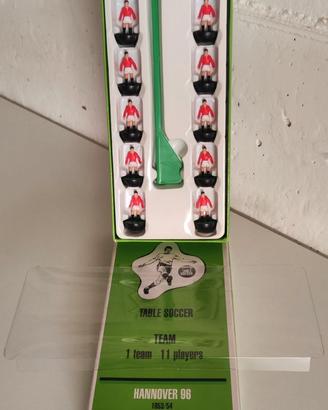 TABLE SOCCER
TEAM
1 team 11 players
HANNOVER 96
1953/54